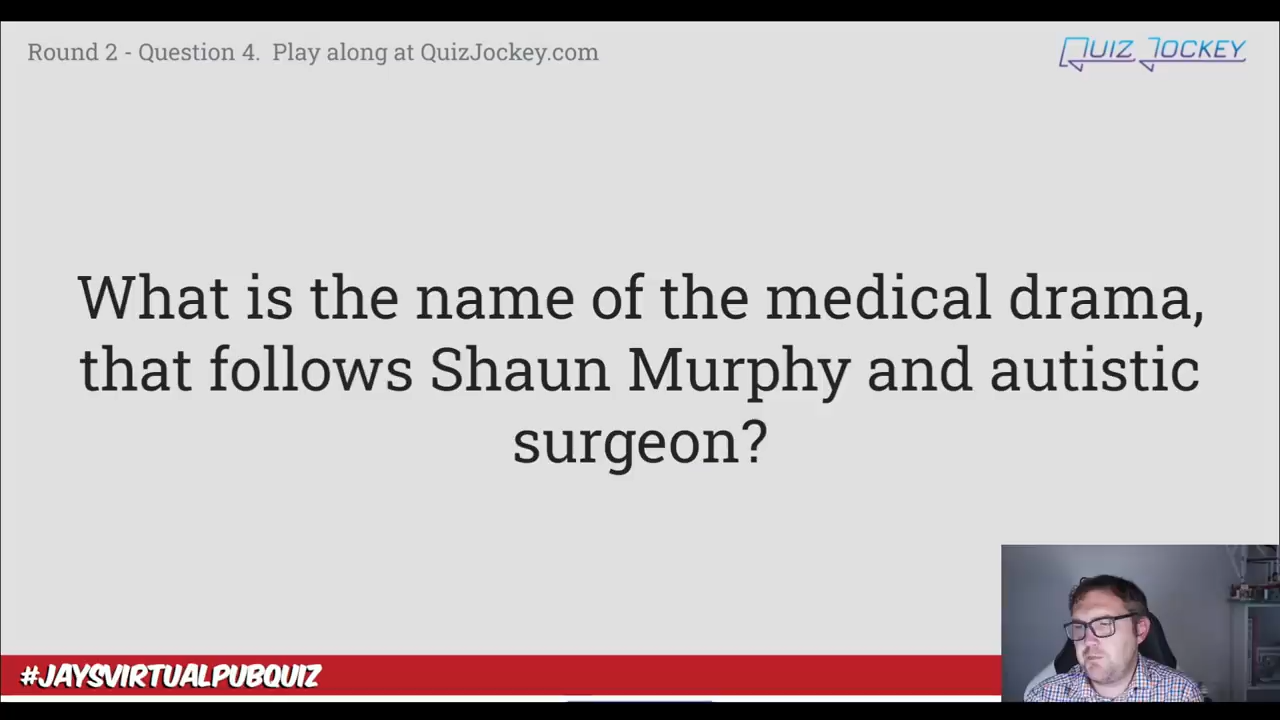 Round 2 - Question 4. Play along at QuizJockey.com
QUIZ JOCKEY
What is the name of the medical drama,
that follows Shaun Murphy and autistic
surgeon?
#JAYSVIRTUALPUBQUIZ